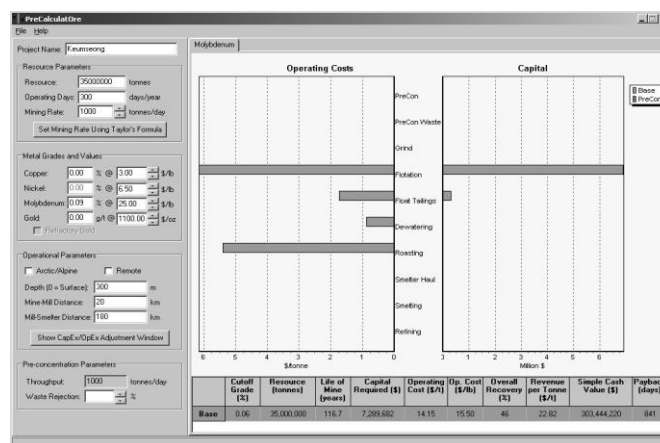 PreCalculatOre
File Help
Project Name: Keumseong
Resource Parameters
Resource: 35000000 tonnes
Operating Days: 300 days/year
Mining Rate: 1000 tonnes/day
Set Mining Rate Using Taylor's Formula
Metal Grades and Values
Copper: 0.00 % @ 3.00 $/lb
Nickel: 0.00 % @ 6.50 $/lb
Molybdenum: 0.09 % @ 25.00 $/lb
Gold: 0.00 g/t @ 1100.00 $/oz
Refractory Gold
Operational Parameters
Arctic/Alpine Remote
Depth (0 = Surface): 300 m
Mine-Mill Distance: 20 km
Mill-Smelter Distance: 180 km
Show CapEx/OpEx Adjustment Window
Pre-concentration Parameters
Throughput: 1000 tonnes/day
Waste Rejection: %
Molybdenum
Operating Costs Capital
Base
PreCon
PreCon
PreCon Waste
Grind
Flotation
Float Tailings
Dewatering
Roasting
Smelter Haul
Smelting
Refining
6 5 4 3 2 1 0 1 2 3 4 5 6
$/tonne Million $
Cutoff Grade (%) Resource (tonnes) Life of Mine (years) Capital Required ($) Operating Cost ($/t) Op. Cost ($/lb) Overall Recovery (%) Revenue per Tonne ($/t) Simple Cash Value ($) Payback (days)
Base 0.06 35,000,000 116.7 7,289,682 14.15 15.50 46 22.82 303,444,220 841